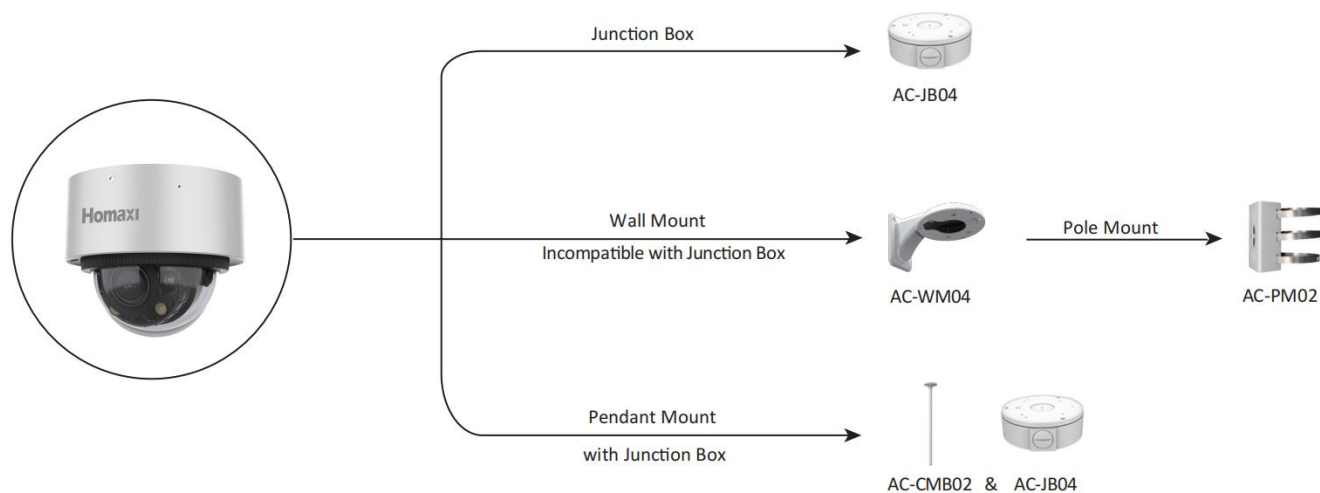 Junction Box
AC-JB04
Homaxi
Wall Mount
Incompatible with Junction Box
AC-WM04
Pole Mount
AC-PM02
Pendant Mount
with Junction Box
AC-CMB02 & AC-JB04